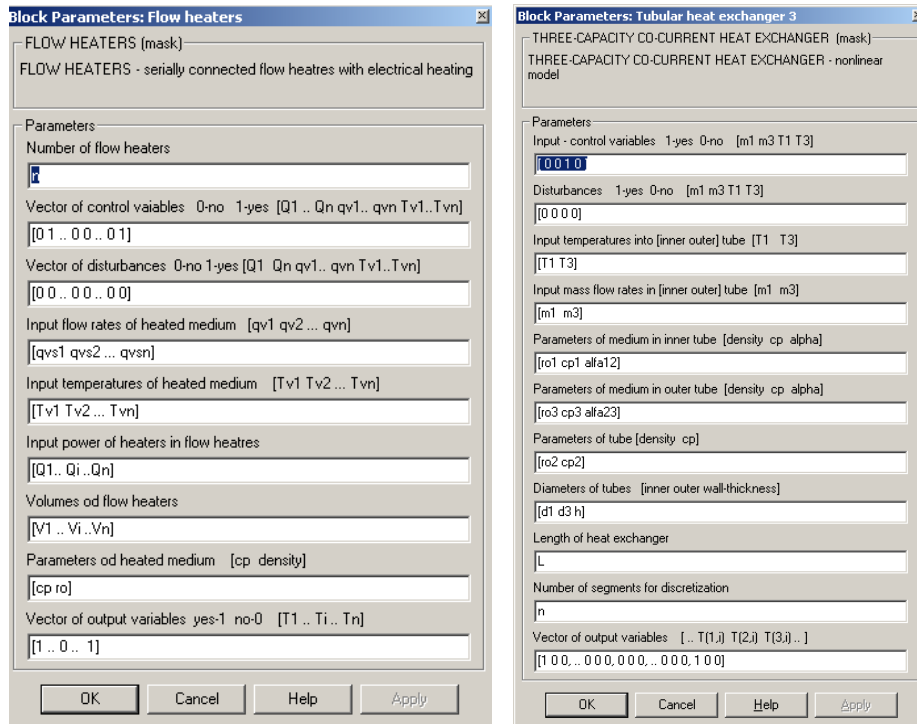 Block Parameters: Flow heaters
FLOW HEATERS (mask)
FLOW HEATERS - serially connected flow heatres with electrical heating
Parameters
Number of flow heaters
n
Vector of control vaiables 0-no 1-yes [Q1 .. Qn qv1.. qvn Tv1..Tvn]
[0 1 .. 0 0 .. 0 1]
Vector of disturbances 0-no 1-yes [Q1 Qn qv1.. qvn Tv1..Tvn]
[0 0 .. 0 0 .. 0 0]
Input flow rates of heated medium [qv1 qv2 ... qvn]
[qvs1 qvs2 ... qvsn]
Input temperatures of heated medium [Tv1 Tv2 ... Tvn]
[Tv1 Tv2 ... Tvn]
Input power of heaters in flow heatres
[Q1.. Qi ..Qn]
Volumes od flow heaters
[V1 .. Vi ..Vn]
Parameters od heated medium [cp density]
[cp ro]
Vector of output variables yes-1 no-0 [T1 .. Ti .. Tn]
[1 .. 0 .. 1]
OK Cancel Help Apply
Block Parameters: Tubular heat exchanger 3
THREE-CAPACITY CO-CURRENT HEAT EXCHANGER (mask)
THREE-CAPACITY CO-CURRENT HEAT EXCHANGER - nonlinear
model
Parameters
Input - control variables 1-yes 0-no [m1 m3 T1 T3]
[0 0 1 0]
Disturbances 1-yes 0-no [m1 m3 T1 T3]
[0 0 0 0]
Input temperatures into [inner outer] tube [T1 T3]
[T1 T3]
Input mass flow rates in [inner outer] tube [m1 m3]
[m1 m3]
Parameters of medium in inner tube [density cp alpha]
[ro1 cp1 alfa12]
Parameters of medium in outer tube [density cp alpha]
[ro3 cp3 alfa23]
Parameters of tube [density cp]
[ro2 cp2]
Diameters of tubes [inner outer wall-thickness]
[d1 d3 h]
Length of heat exchanger
L
Number of segments for discretization
n
Vector of output variables [ .. T(1,i) T(2,i) T(3,i) .. ]
[1 0 0, .. 0 0 0, 0 0 0, .. 0 0 0, 1 0 0]
OK Cancel Help Apply